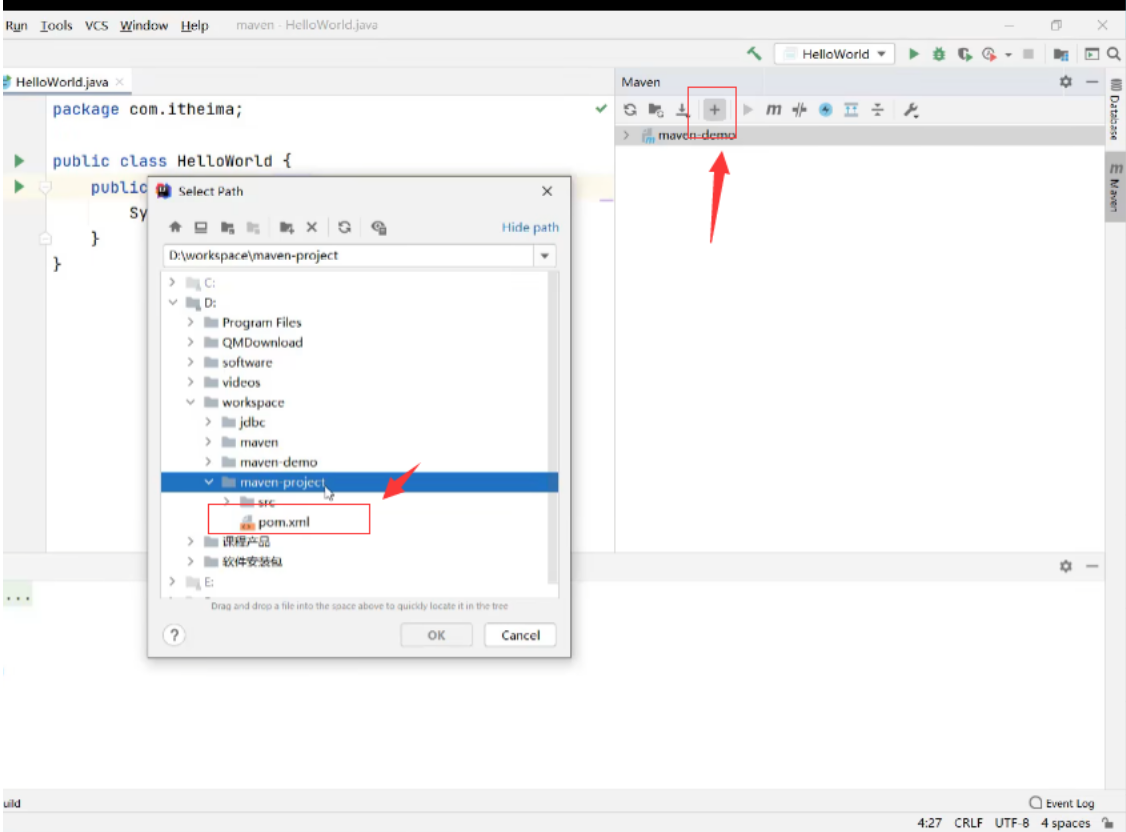 Run Tools VCS Window Help maven - HelloWorld.java
HelloWorld
HelloWorld.java
package com.itheima;
public class HelloWorld {
public
Sy
}
}
Maven
maven-demo
Database
m Maven
Select Path
Hide path
D:\workspace\maven-project
C:
D:
Program Files
QMDownload
software
videos
workspace
jdbc
maven
maven-demo
maven-project
src
pom.xml
课程产品
软件安装包
E:
Drag and drop a file into the space above to quickly locate it in the tree
? OK Cancel
...
uild
Event Log
4:27 CRLF UTF-8 4 spaces